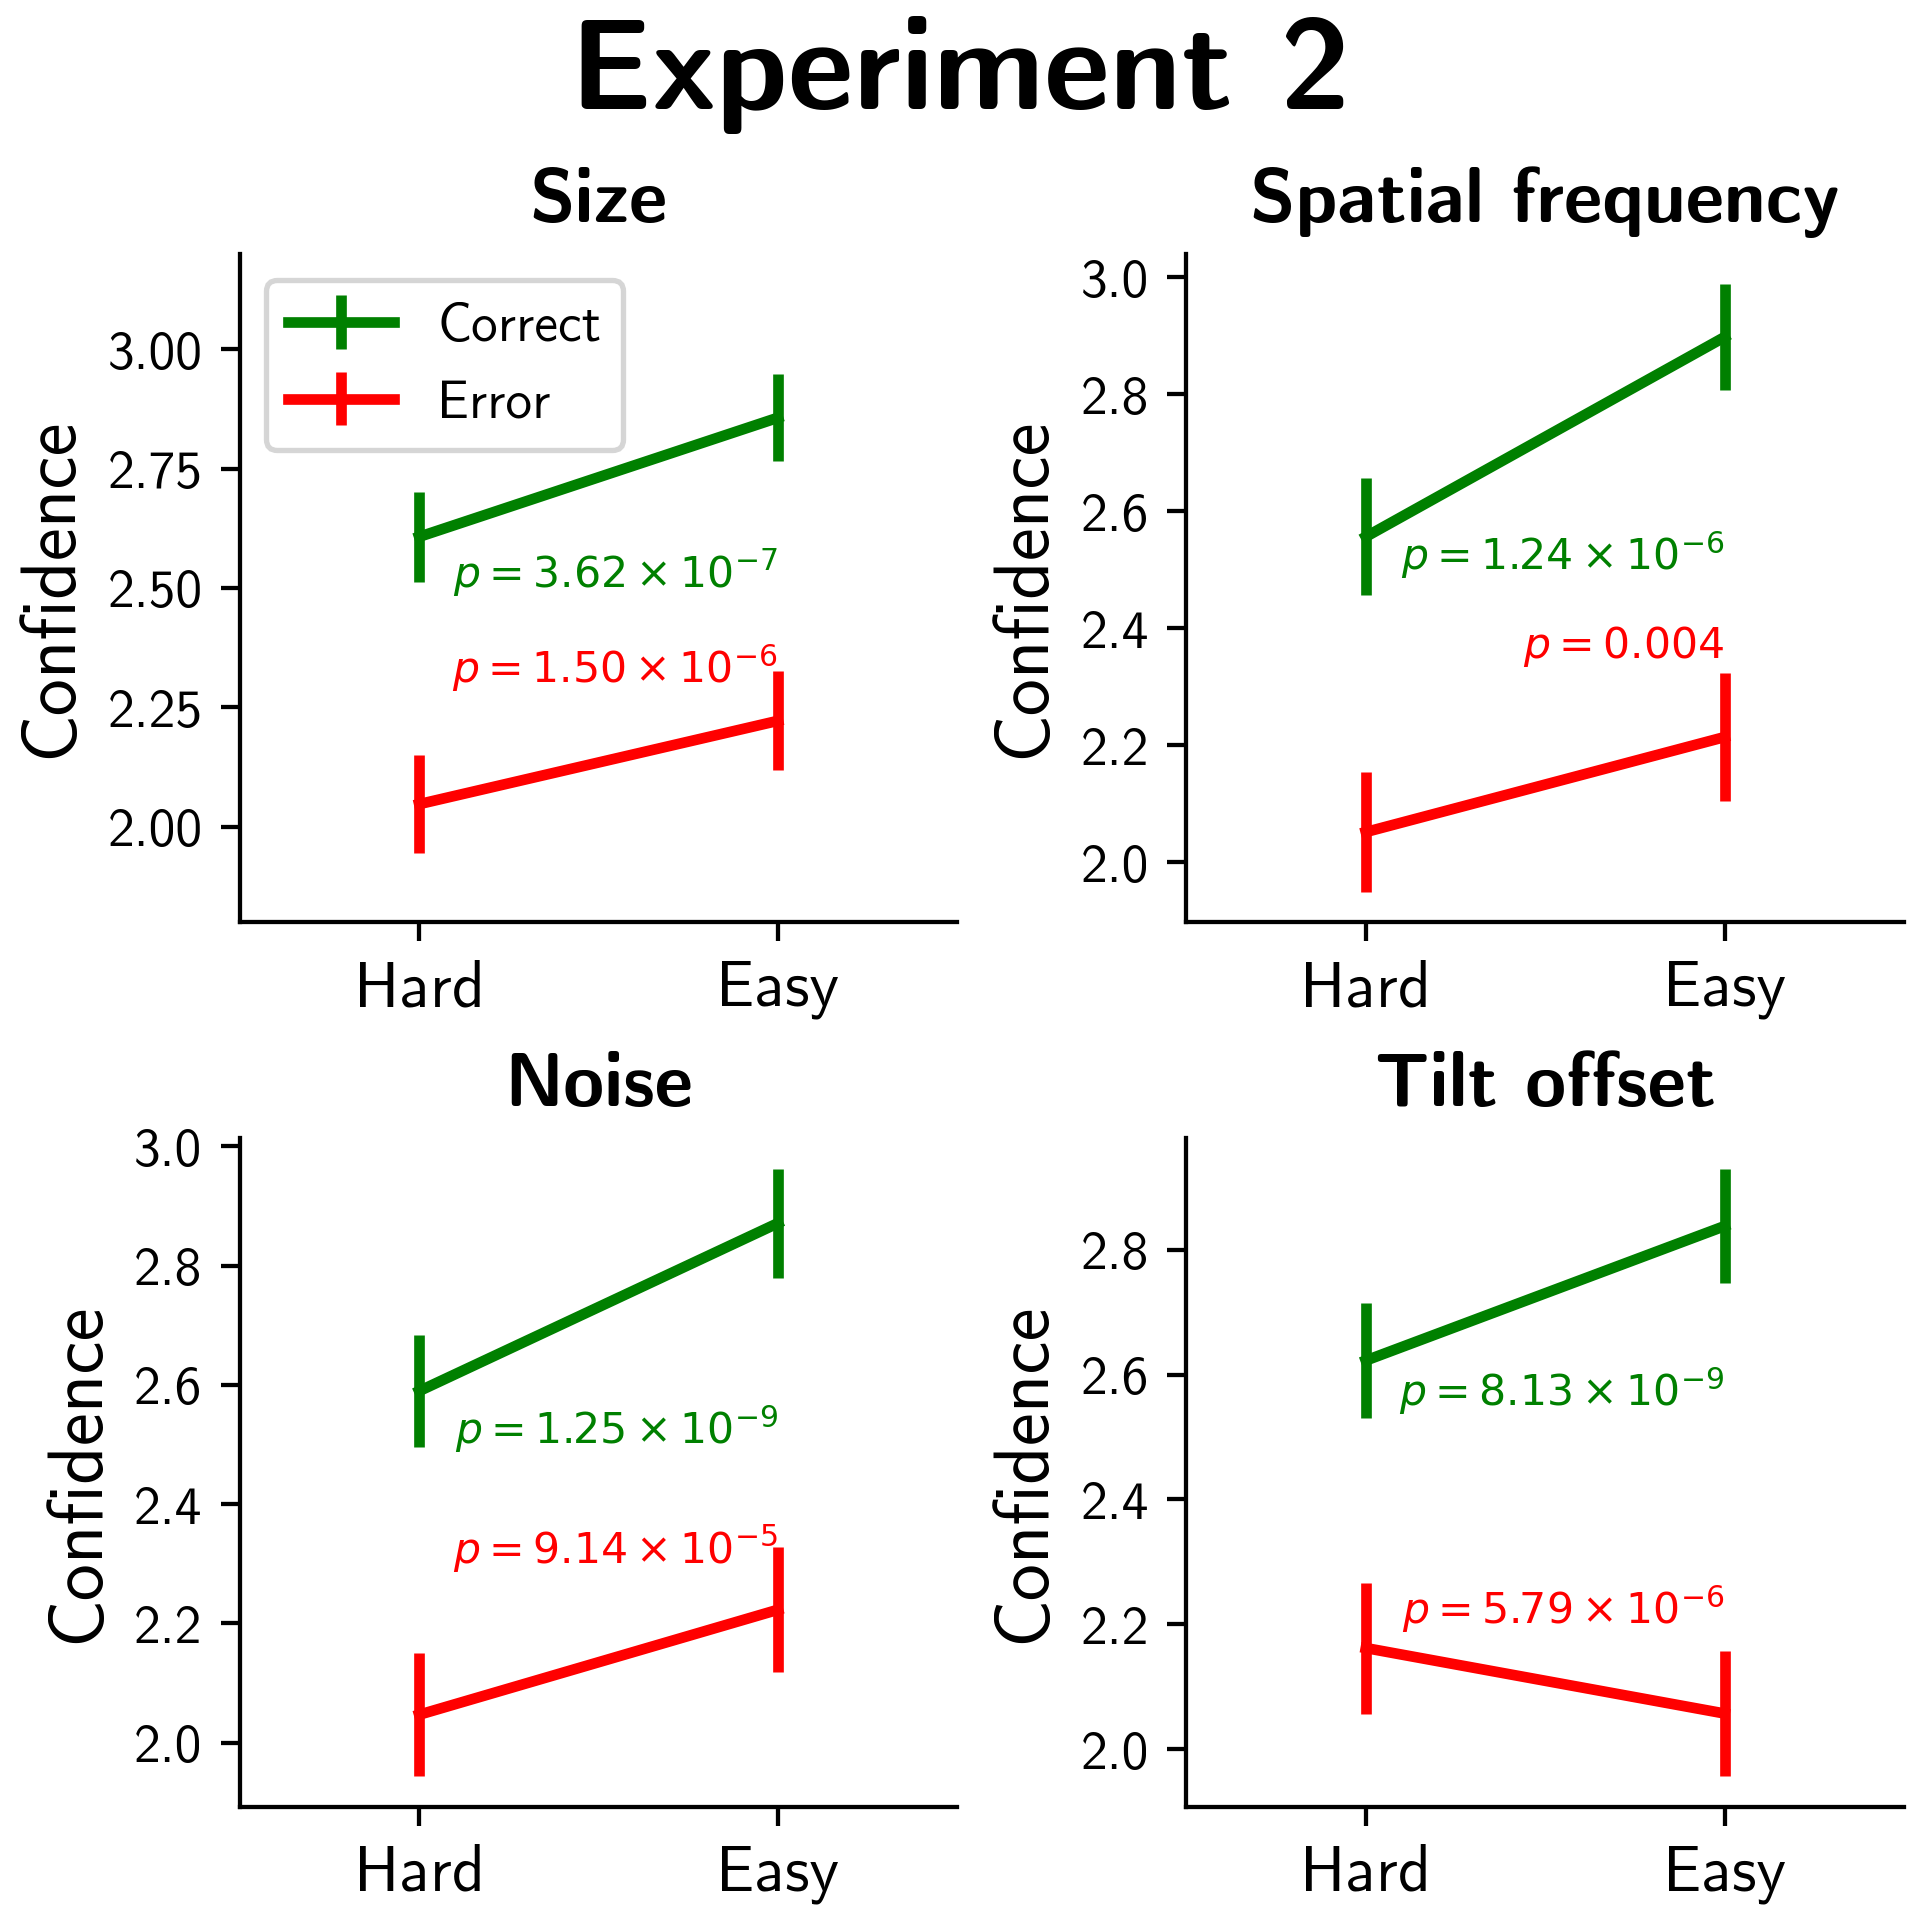 Experiment 2
Size
Confidence
3.00
2.75
2.50
2.25
2.00
Correct
Error
p = 3.62 × 10⁻⁷
p = 1.50 × 10⁻⁶
Hard Easy
Spatial frequency
Confidence
3.0
2.8
2.6
2.4
2.2
2.0
p = 1.24 × 10⁻⁶
p = 0.004
Hard Easy
Noise
Confidence
3.0
2.8
2.6
2.4
2.2
2.0
p = 1.25 × 10⁻⁹
p = 9.14 × 10⁻⁵
Hard Easy
Tilt offset
Confidence
2.8
2.6
2.4
2.2
2.0
p = 8.13 × 10⁻⁹
p = 5.79 × 10⁻⁶
Hard Easy